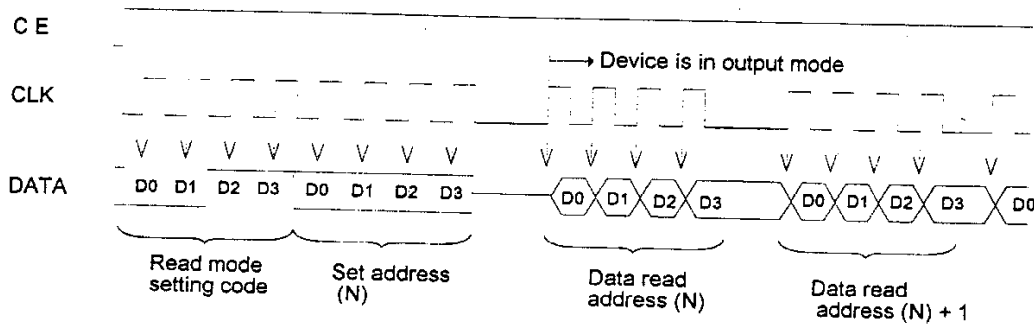 C E
Device is in output mode
CLK
DATA
D0 D1 D2 D3 D0 D1 D2 D3 D0 D1 D2 D3 D0 D1 D2 D3 D0
Read mode
setting code
Set address
(N)
Data read
address (N)
Data read
address (N) + 1